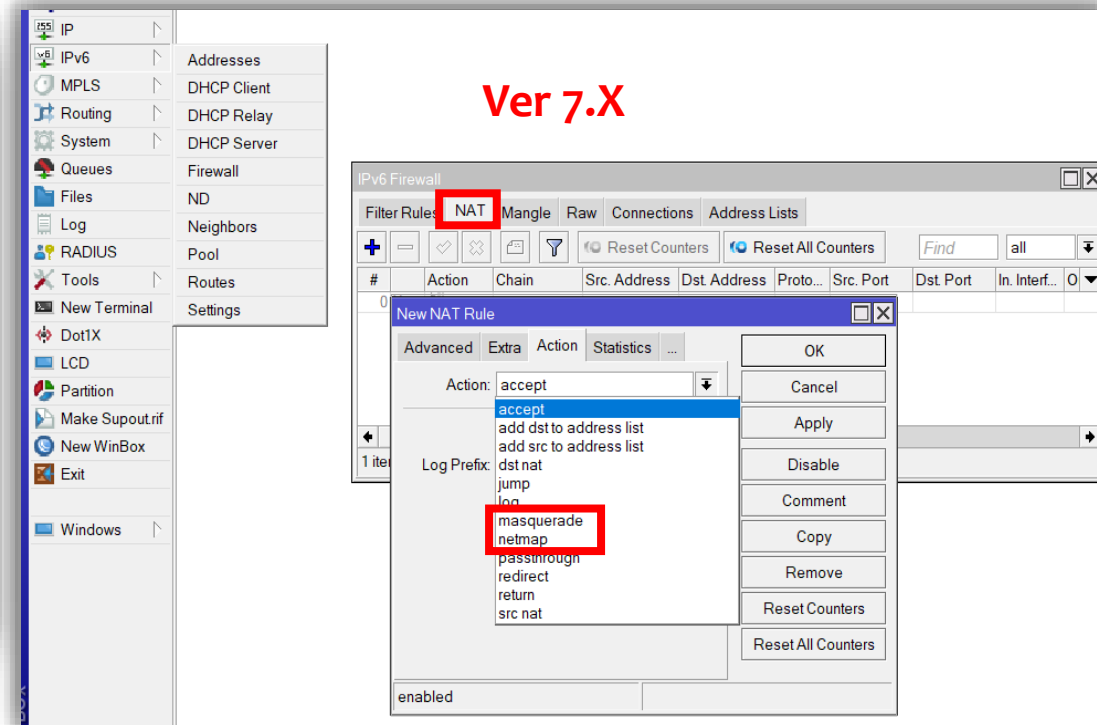 IP
IPv6
MPLS
Routing
System
Queues
Files
Log
RADIUS
Tools
New Terminal
Dot1X
LCD
Partition
Make Supout.rif
New WinBox
Exit
Windows
Addresses
DHCP Client
DHCP Relay
DHCP Server
Firewall
ND
Neighbors
Pool
Routes
Settings
Ver 7.X
IPv6 Firewall
Filter Rules NAT Mangle Raw Connections Address Lists
Reset Counters Reset All Counters Find all
# Action Chain Src. Address Dst. Address Proto... Src. Port Dst. Port In. Interf... O
0
1 iter
New NAT Rule
Advanced Extra Action Statistics ...
Action: accept
accept
add dst to address list
add src to address list
Log Prefix: dst nat
jump
log
masquerade
netmap
passthrough
redirect
return
src nat
OK
Cancel
Apply
Disable
Comment
Copy
Remove
Reset Counters
Reset All Counters
enabled